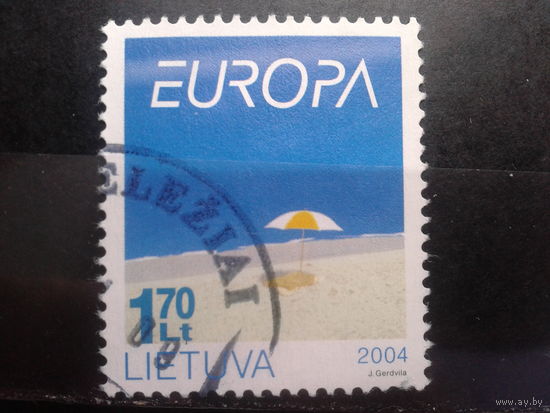 EUROPA
ELEŽIAI
1.70 Lt
LIETUVA
2004
J. Gerdvila
www.ay.by